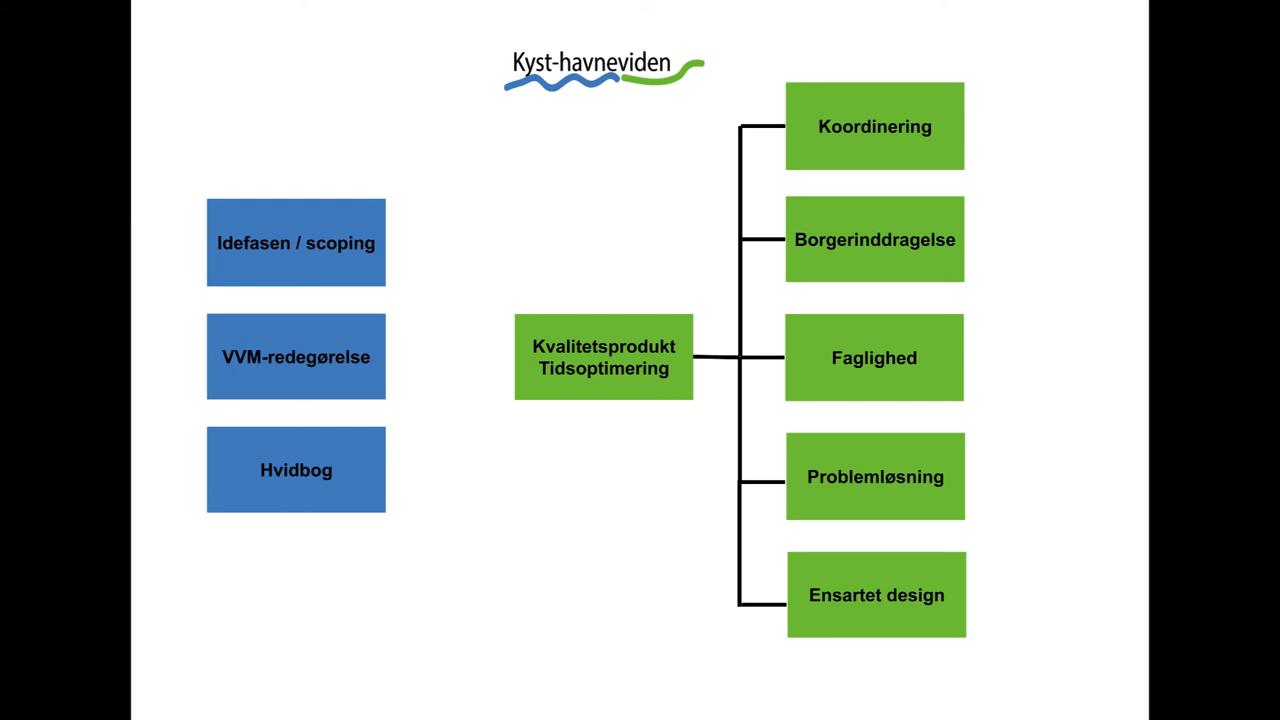 Kyst-havneviden
Idefasen / scoping
VVM-redegørelse
Hvidbog
Kvalitetsprodukt
Tidsoptimering
Koordinering
Borgerinddragelse
Faglighed
Problemløsning
Ensartet design